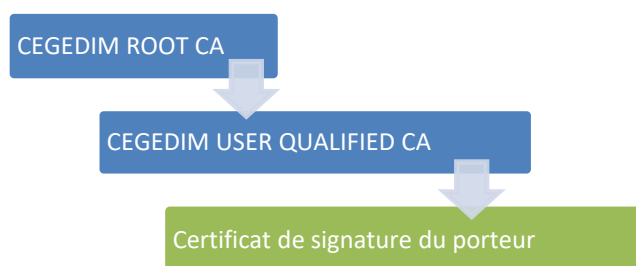 CEGEDIM ROOT CA
CEGEDIM USER QUALIFIED CA
Certificat de signature du porteur